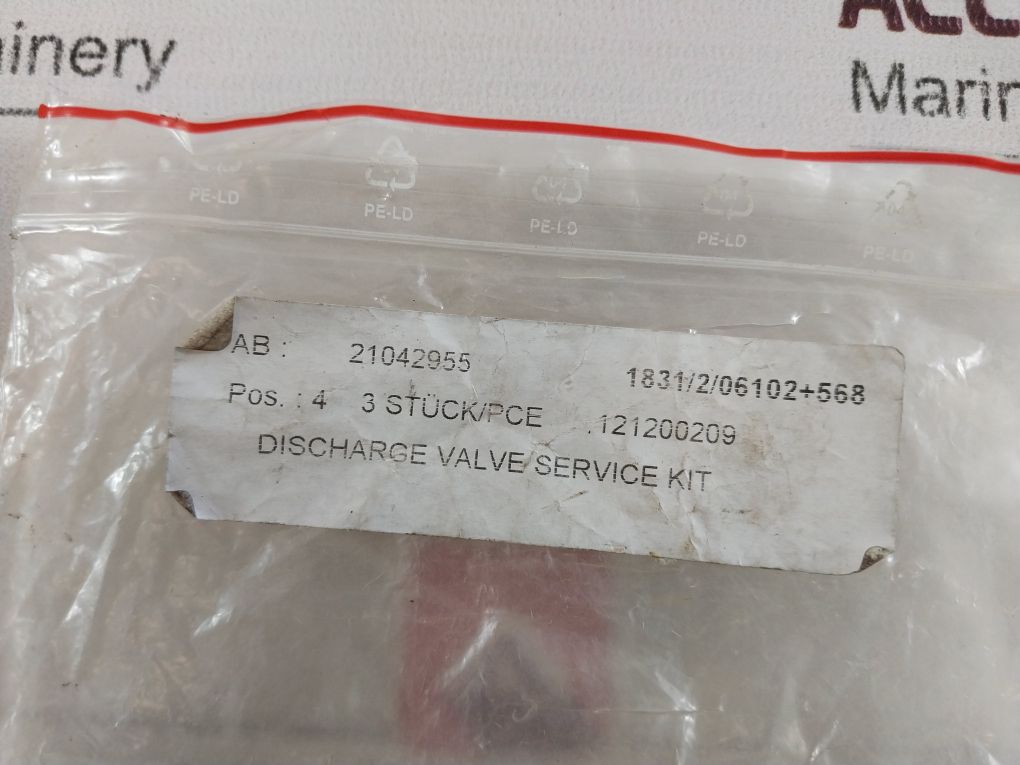 inery
ACC
Marin
PE-LD PE-LD PE-LD PE-LD PE-LD
AB : 21042955 1831/2/06102+568
Pos. : 4 3 STÜCK/PCE .121200209
DISCHARGE VALVE SERVICE KIT